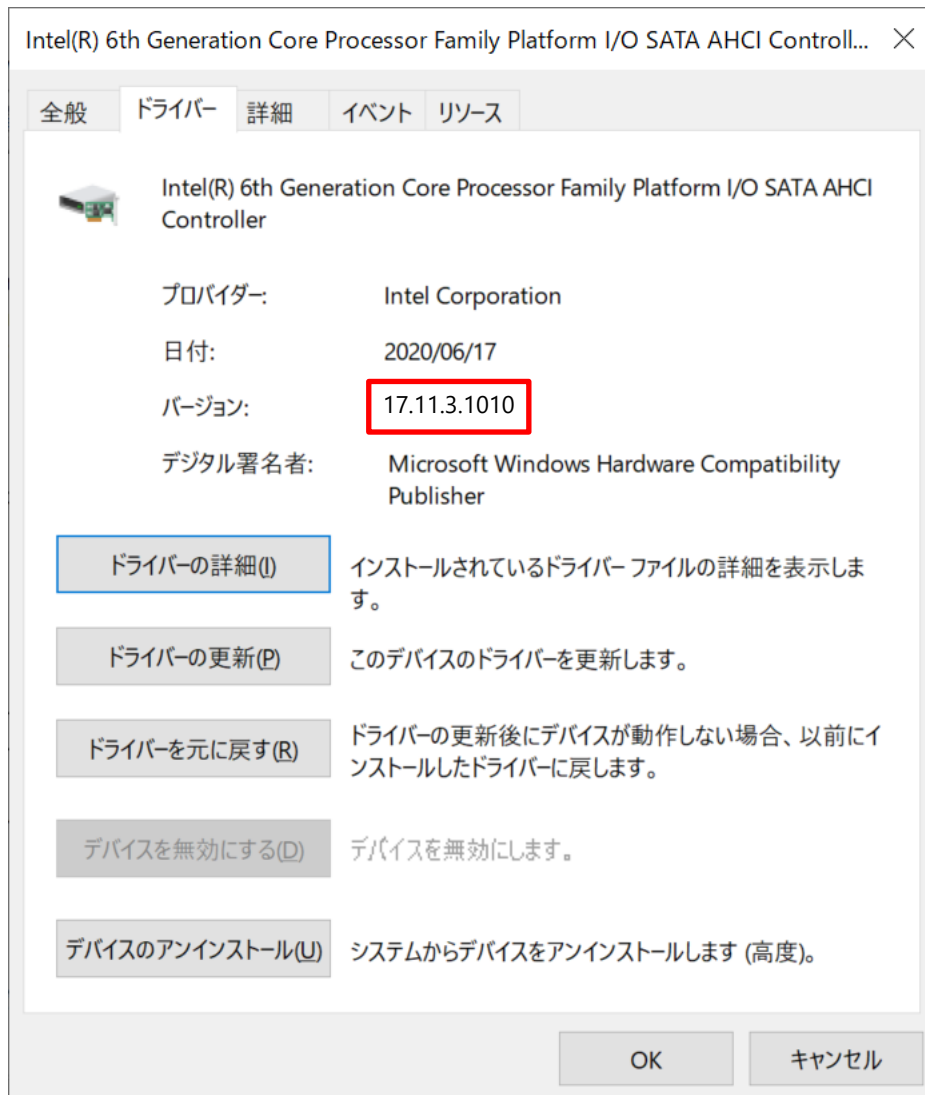 Intel(R) 6th Generation Core Processor Family Platform I/O SATA AHCI Controll...
全般 ドライバー 詳細 イベント リソース
Intel(R) 6th Generation Core Processor Family Platform I/O SATA AHCI
Controller
プロバイダー: Intel Corporation
日付: 2020/06/17
バージョン: 17.11.3.1010
デジタル署名者: Microsoft Windows Hardware Compatibility
Publisher
ドライバーの詳細(I) インストールされているドライバー ファイルの詳細を表示しま
す。
ドライバーの更新(P) このデバイスのドライバーを更新します。
ドライバーを元に戻す(R) ドライバーの更新後にデバイスが動作しない場合、以前にイ
ンストールしたドライバーに戻します。
デバイスを無効にする(D) デバイスを無効にします。
デバイスのアンインストール(U) システムからデバイスをアンインストールします (高度)。
OK キャンセル